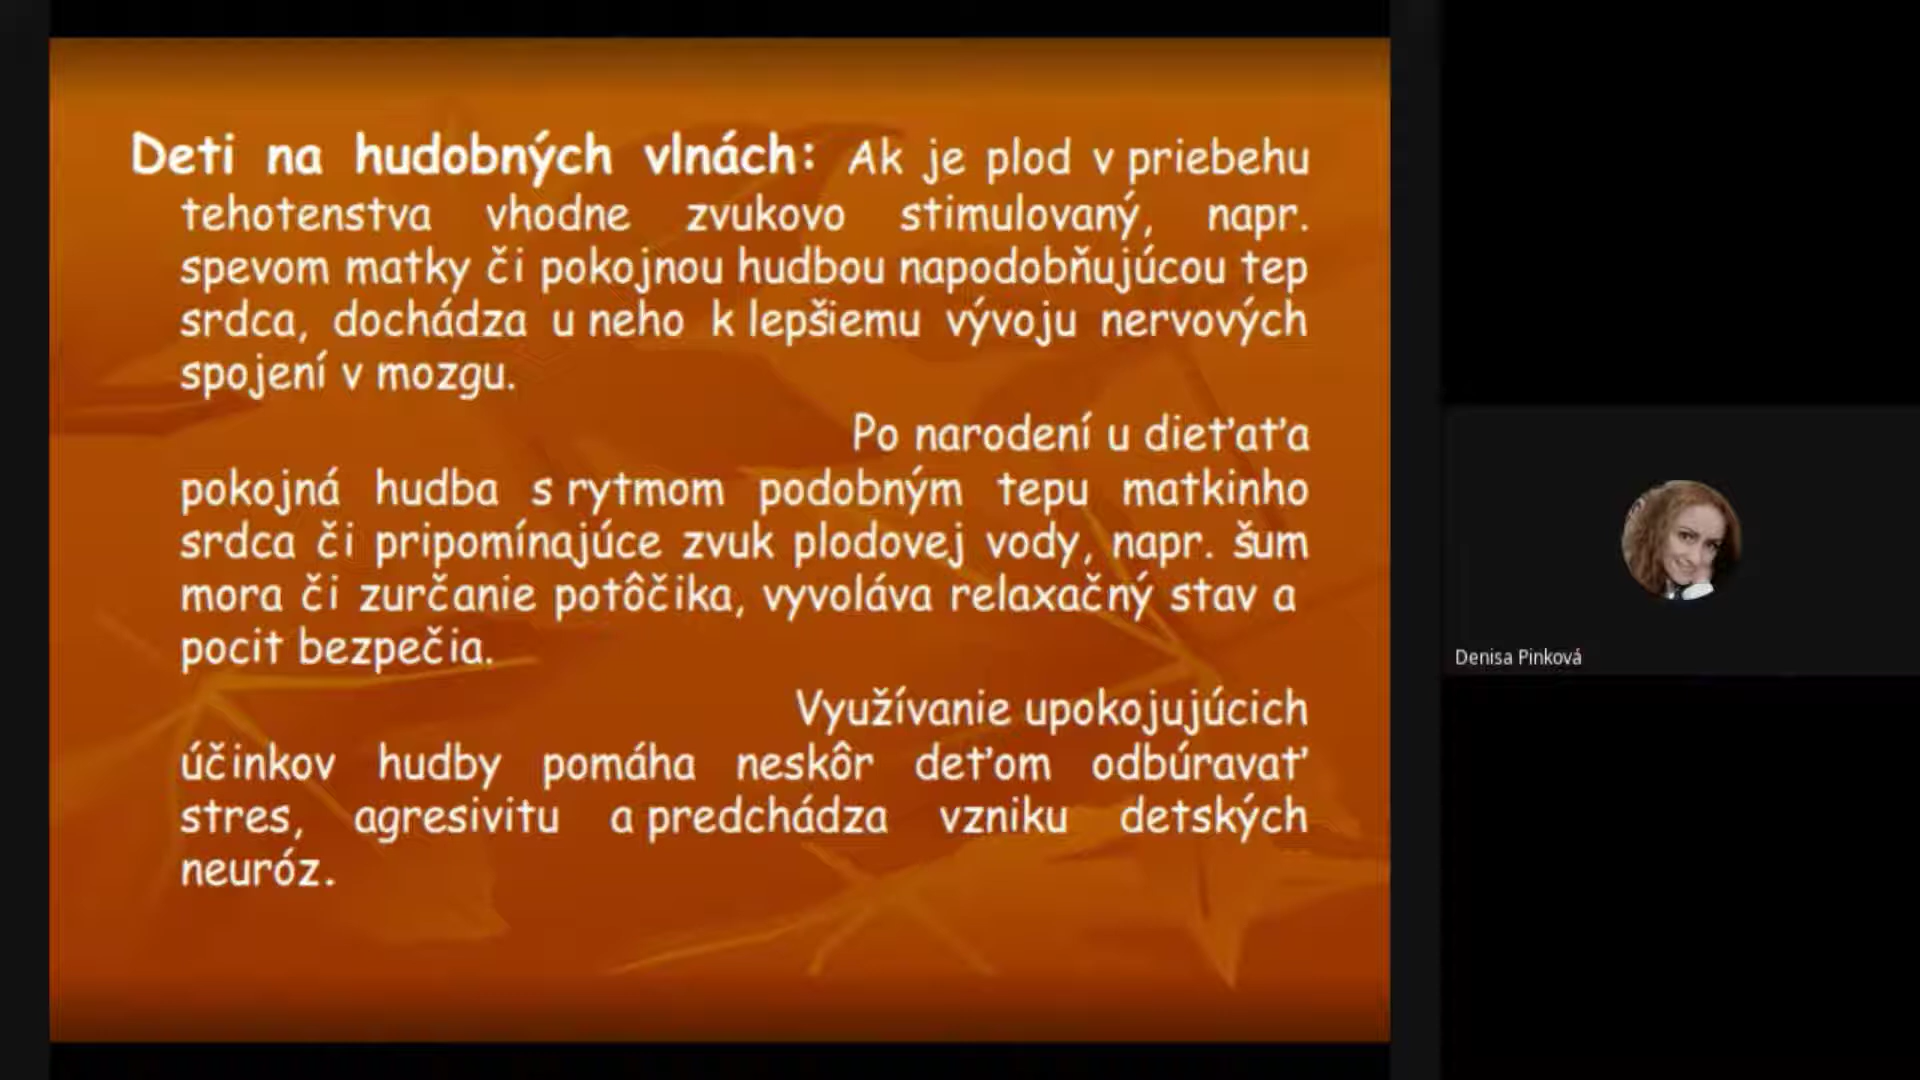 Deti na hudobných vlnách: Ak je plod v priebehu
tehotenstva vhodne zvukovo stimulovaný, napr.
spevom matky či pokojnou hudbou napodobňujúcou tep
srdca, dochádza u neho k lepšiemu vývoju nervových
spojení v mozgu.
Po narodení u dieťaťa
pokojná hudba s rytmom podobným tepu matkinho
srdca či pripomínajúce zvuk plodovej vody, napr. šum
mora či zurčanie potôčika, vyvoláva relaxačný stav a
pocit bezpečia.
Využívanie upokojujúcich
účinkov hudby pomáha neskôr deťom odbúravať
stres, agresivitu a predchádza vzniku detských
neuróz.
Denisa Pinková